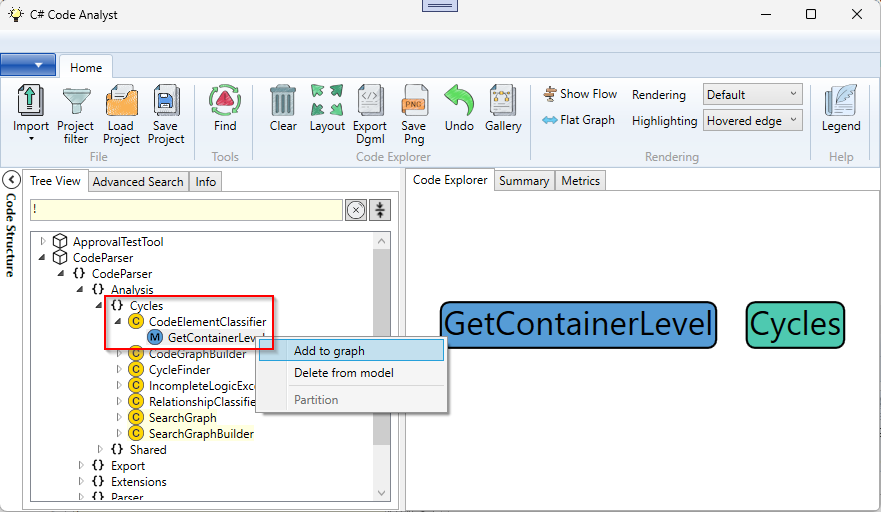 C# Code Analyst
Home
Import
Project filter
Load Project
Save Project
File
Find
Tools
Clear
Layout
Export Dgml
Save Png
Undo
Gallery
Code Explorer
Show Flow
Flat Graph
Rendering
Default
Highlighting
Hovered edge
Rendering
Legend
Help
Code Structure
Tree View
Advanced Search
Info
!
ApprovalTestTool
CodeParser
{} CodeParser
{} Analysis
{} Cycles
C CodeElementClassifier
M GetContainerLevel
C CodeGraphBuilder
C CycleFinder
C IncompleteLogicExce
C RelationshipClassifie
C SearchGraph
C SearchGraphBuilder
{} Shared
{} Export
{} Extensions
{} Parser
Add to graph
Delete from model
Partition
Code Explorer
Summary
Metrics
GetContainerLevel
Cycles